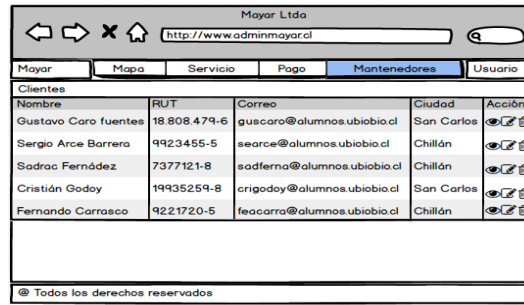 Mayar Ltda
http://www.adminmayar.cl
Mayar Mapa Servicio Pago Mantenedores Usuario
Clientes
Nombre RUT Correo Ciudad Acción
Gustavo Caro fuentes 18.808.479-6 guscaro@alumnos.ubiobio.cl San Carlos
Sergio Arce Barrera 9923455-5 searce@alumnos.ubiobio.cl Chillán
Sadrac Fernádez 7377121-8 sadferna@alumnos.ubiobio.cl Chillán
Cristián Godoy 19935259-8 crigodoy@alumnos.ubiobio.cl San Carlos
Fernando Carrasco 9221720-5 feacarra@alumnos.ubiobio.cl Chillán
@ Todos los derechos reservados